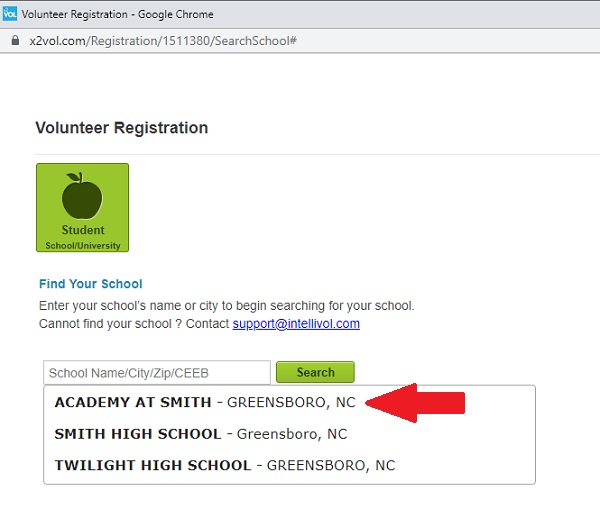 VOL Volunteer Registration - Google Chrome
x2vol.com/Registration/1511380/SearchSchool#
Volunteer Registration
Student
School/University
Find Your School
Enter your school's name or city to begin searching for your school.
Cannot find your school ? Contact support@intellivol.com
School Name/City/Zip/CEEB Search
ACADEMY AT SMITH - GREENSBORO, NC
SMITH HIGH SCHOOL - Greensboro, NC
TWILIGHT HIGH SCHOOL - GREENSBORO, NC